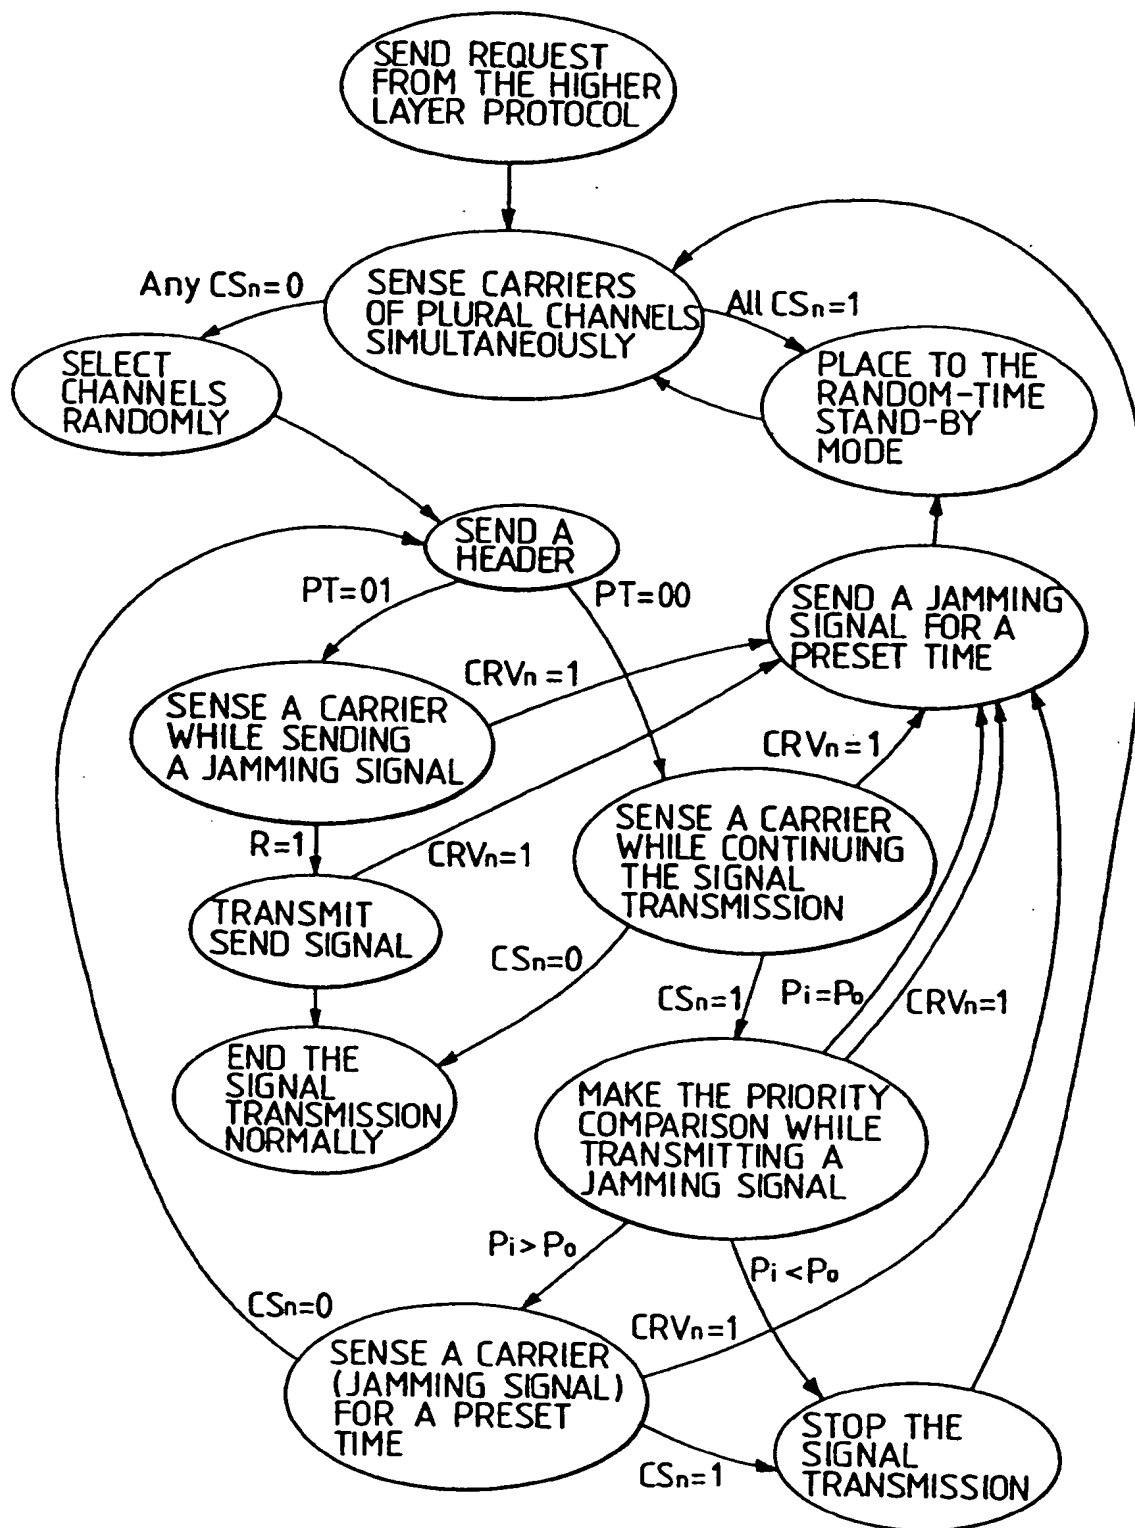 SEND REQUEST
FROM THE HIGHER
LAYER PROTOCOL
Any CSn=0
SENSE CARRIERS
OF PLURAL CHANNELS
SIMULTANEOUSLY
All CSn=1
SELECT
CHANNELS
RANDOMLY
PLACE TO THE
RANDOM-TIME
STAND-BY
MODE
SEND A
HEADER
PT=01
PT=00
SEND A JAMMING
SIGNAL FOR A
PRESET TIME
CRVn=1
SENSE A CARRIER
WHILE SENDING
A JAMMING SIGNAL
CRVn=1
R=1
CRVn=1
SENSE A CARRIER
WHILE CONTINUING
THE SIGNAL
TRANSMISSION
TRANSMIT
SEND SIGNAL
CSn=0
CSn=1
Pi=Po
CRVn=1
END THE
SIGNAL
TRANSMISSION
NORMALLY
MAKE THE PRIORITY
COMPARISON WHILE
TRANSMITTING A
JAMMING SIGNAL
Pi>Po
Pi<Po
CSn=0
CRVn=1
SENSE A CARRIER
(JAMMING SIGNAL)
FOR A PRESET
TIME
CSn=1
STOP THE
SIGNAL
TRANSMISSION